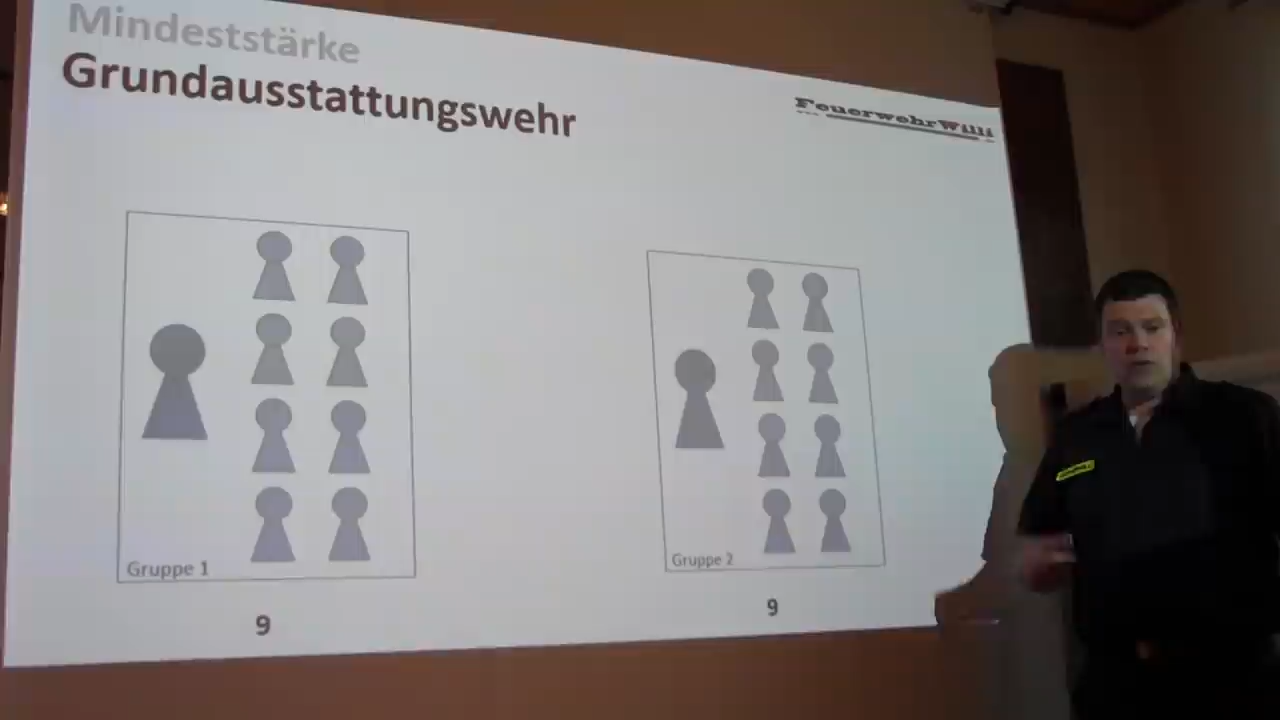 Mindeststärke
Grundausstattungswehr
FeuerwehrWilli
Gruppe 1
9
Gruppe 2
9